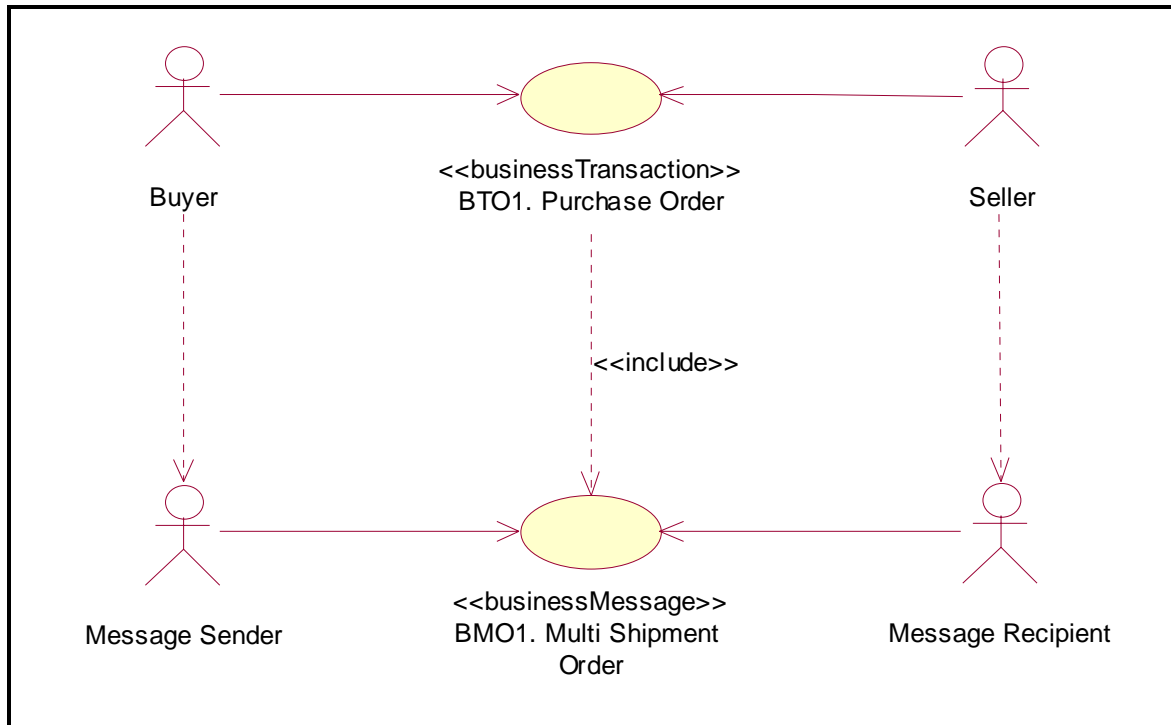 <<businessTransaction>>
BTO1. Purchase Order
Buyer
Seller
<<include>>
<<businessMessage>>
BMO1. Multi Shipment
Order
Message Sender
Message Recipient